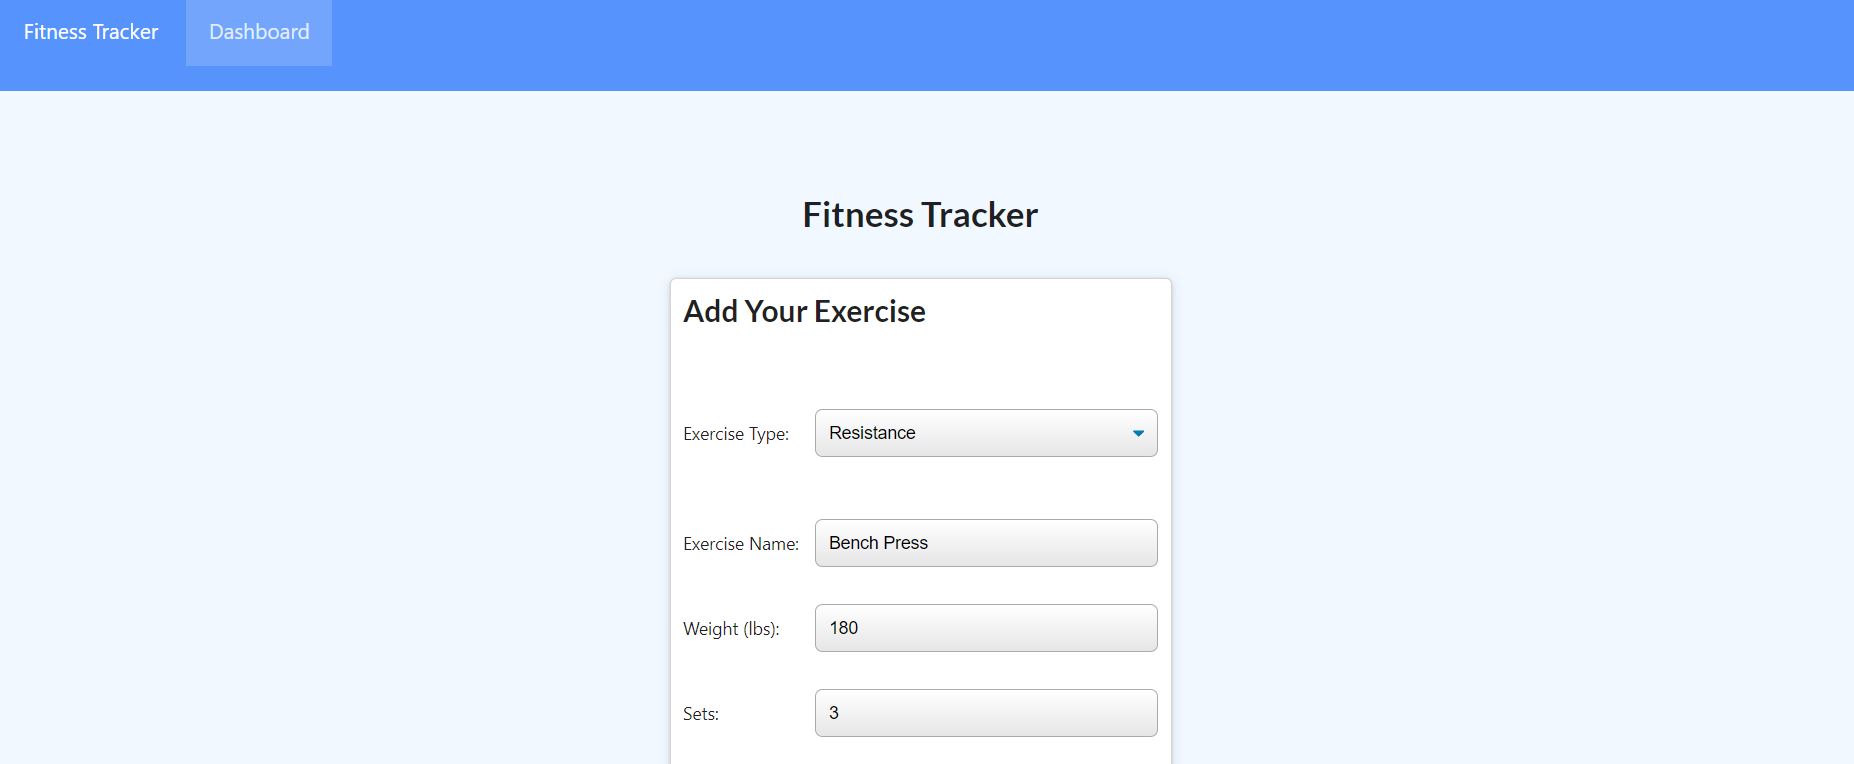 Fitness Tracker Dashboard
Fitness Tracker
Add Your Exercise
Exercise Type: Resistance
Exercise Name: Bench Press
Weight (lbs): 180
Sets: 3